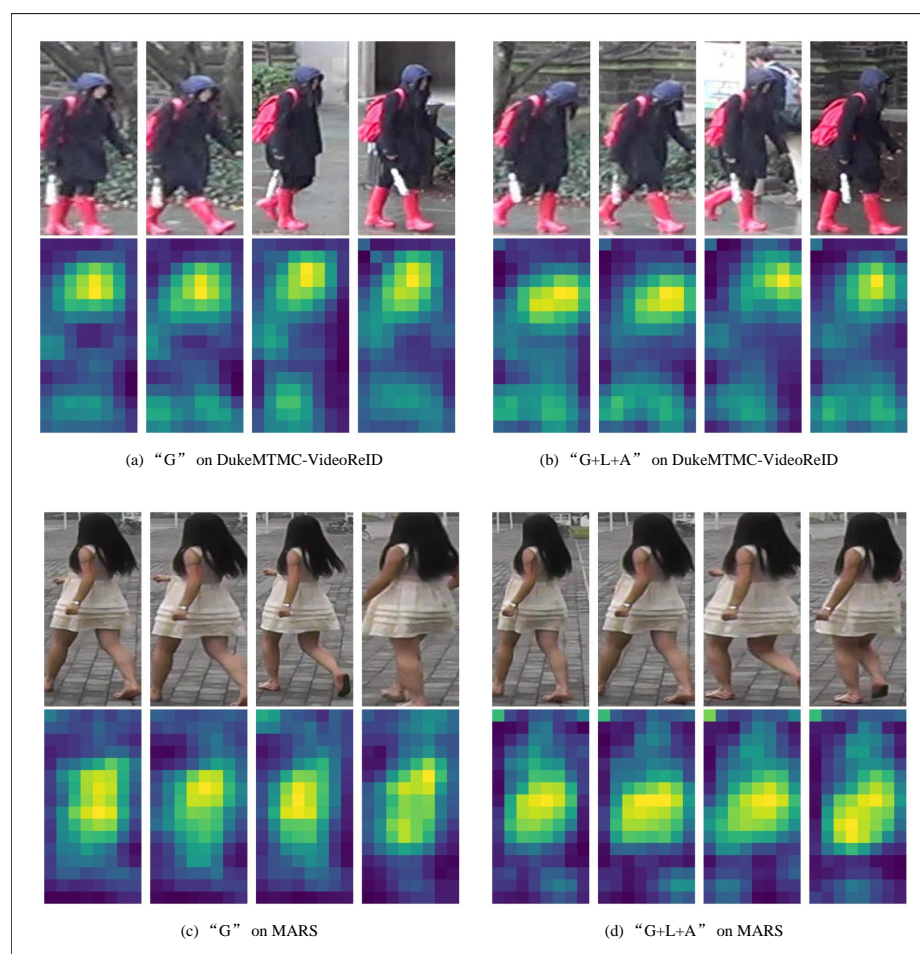 (a) “G” on DukeMTMC-VideoReID
(b) “G+L+A” on DukeMTMC-VideoReID
(c) “G” on MARS
(d) “G+L+A” on MARS